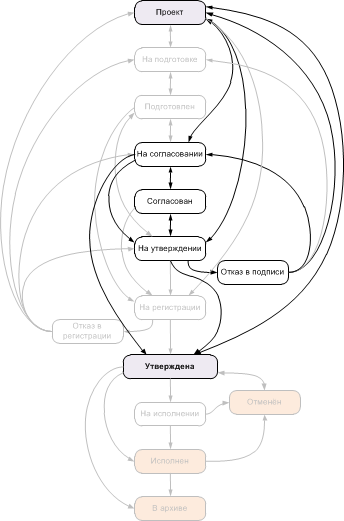 Проект
На подготовке
Подготовлен
На согласовании
Согласован
На утверждении
Отказ в подписи
На регистрации
Отказ в
регистрации
Утверждена
Отменён
На исполнении
Исполнен
В архиве